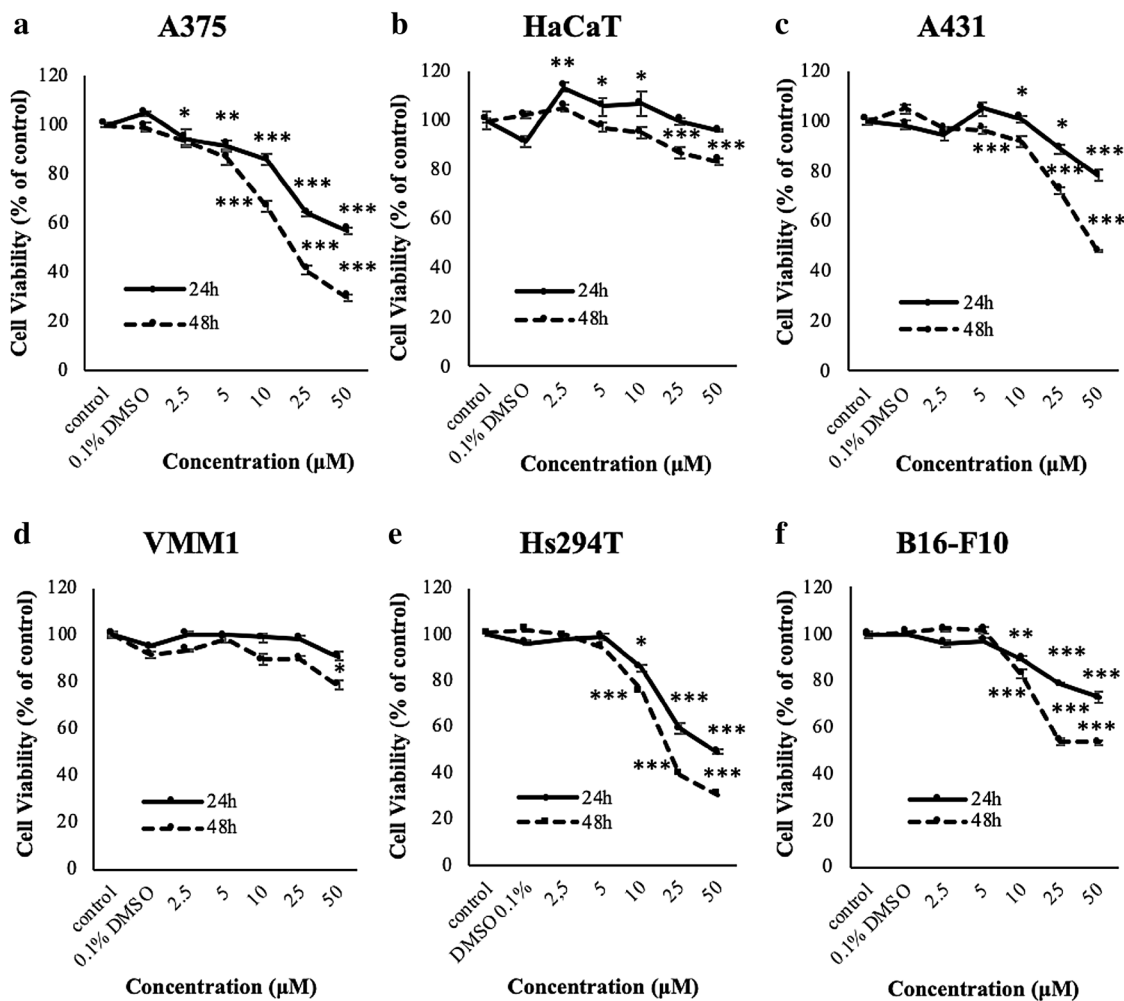 a
A375
Cell Viability (% of control)
120
100
80
60
40
20
0
*
**
***
***
***
***
***
***
24h
48h
control
0.1% DMSO
2.5
5
10
25
50
Concentration (µM)
b
HaCaT
Cell Viability (% of control)
120
100
80
60
40
20
0
**
*
*
***
***
24h
48h
control
0.1% DMSO
2.5
5
10
25
50
Concentration (µM)
c
A431
Cell Viability (% of control)
120
100
80
60
40
20
0
*
*
***
***
***
***
24h
48h
control
0.1% DMSO
2.5
5
10
25
50
Concentration (µM)
d
VMM1
Cell Viability (% of control)
120
100
80
60
40
20
0
*
24h
48h
control
0.1% DMSO
2.5
5
10
25
50
Concentration (µM)
e
Hs294T
Cell Viability (% of control)
120
100
80
60
40
20
0
*
***
***
***
***
***
24h
48h
control
DMSO 0.1%
2,5
5
10
25
50
Concentration (µM)
f
B16-F10
Cell Viability (% of control)
120
100
80
60
40
20
0
**
***
***
***
***
***
24h
48h
control
0.1% DMSO
2.5
5
10
25
50
Concentration (µM)